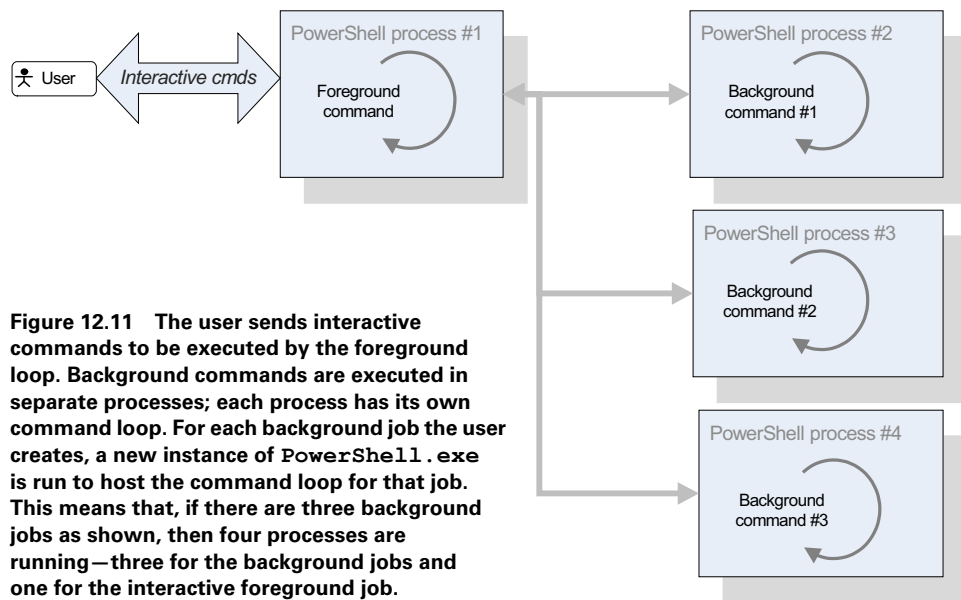 PowerShell process #1
PowerShell process #2
User
Interactive cmds
Foreground
command
Background
command #1
PowerShell process #3
Background
command #2
PowerShell process #4
Background
command #3
Figure 12.11 The user sends interactive
commands to be executed by the foreground
loop. Background commands are executed in
separate processes; each process has its own
command loop. For each background job the user
creates, a new instance of PowerShell.exe
is run to host the command loop for that job.
This means that, if there are three background
jobs as shown, then four processes are
running—three for the background jobs and
one for the interactive foreground job.